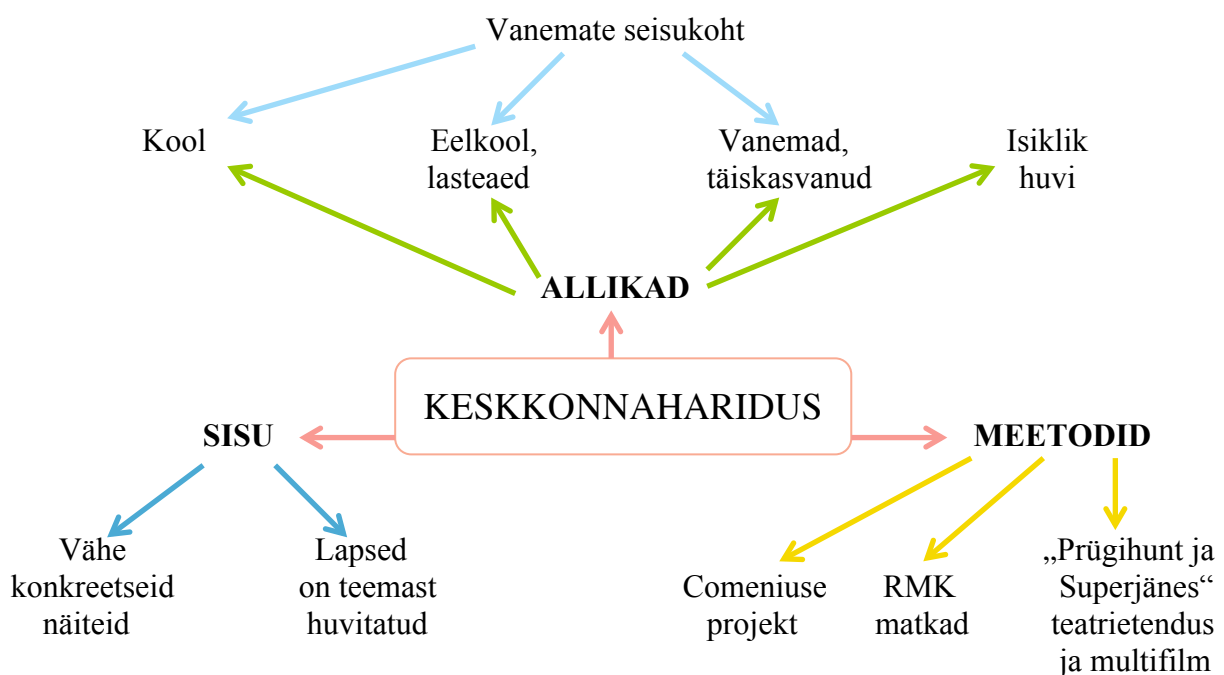 Vanemate seisukoht
Kool
Eelkool,
lasteaed
Vanemad,
täiskasvanud
Isiklik
huvi
ALLIKAD
KESKKONNAHARIDUS
SISU
MEETODID
Vähe
konkreetseid
näiteid
Lapsed
on teemast
huvitatud
Comeniuse
projekt
RMK
matkad
„Prügihunt ja
Superjänes“
teatrietendus
ja multifilm